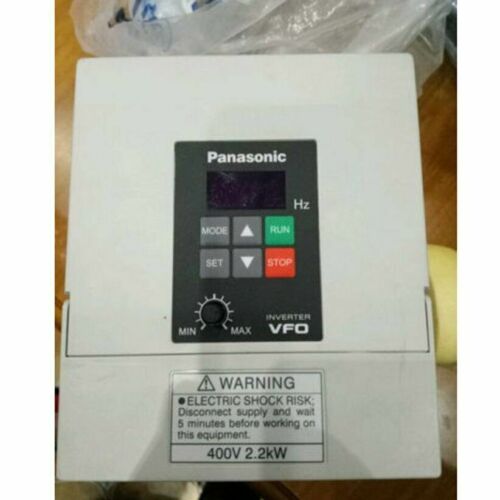 Panasonic
Hz
MODE ▲ RUN
SET ▼ STOP
MIN MAX
INVERTER
VFO
⚠ WARNING
● ELECTRIC SHOCK RISK;
Disconnect supply and wait
5 minutes before working on
this equipment.
400V 2.2kW